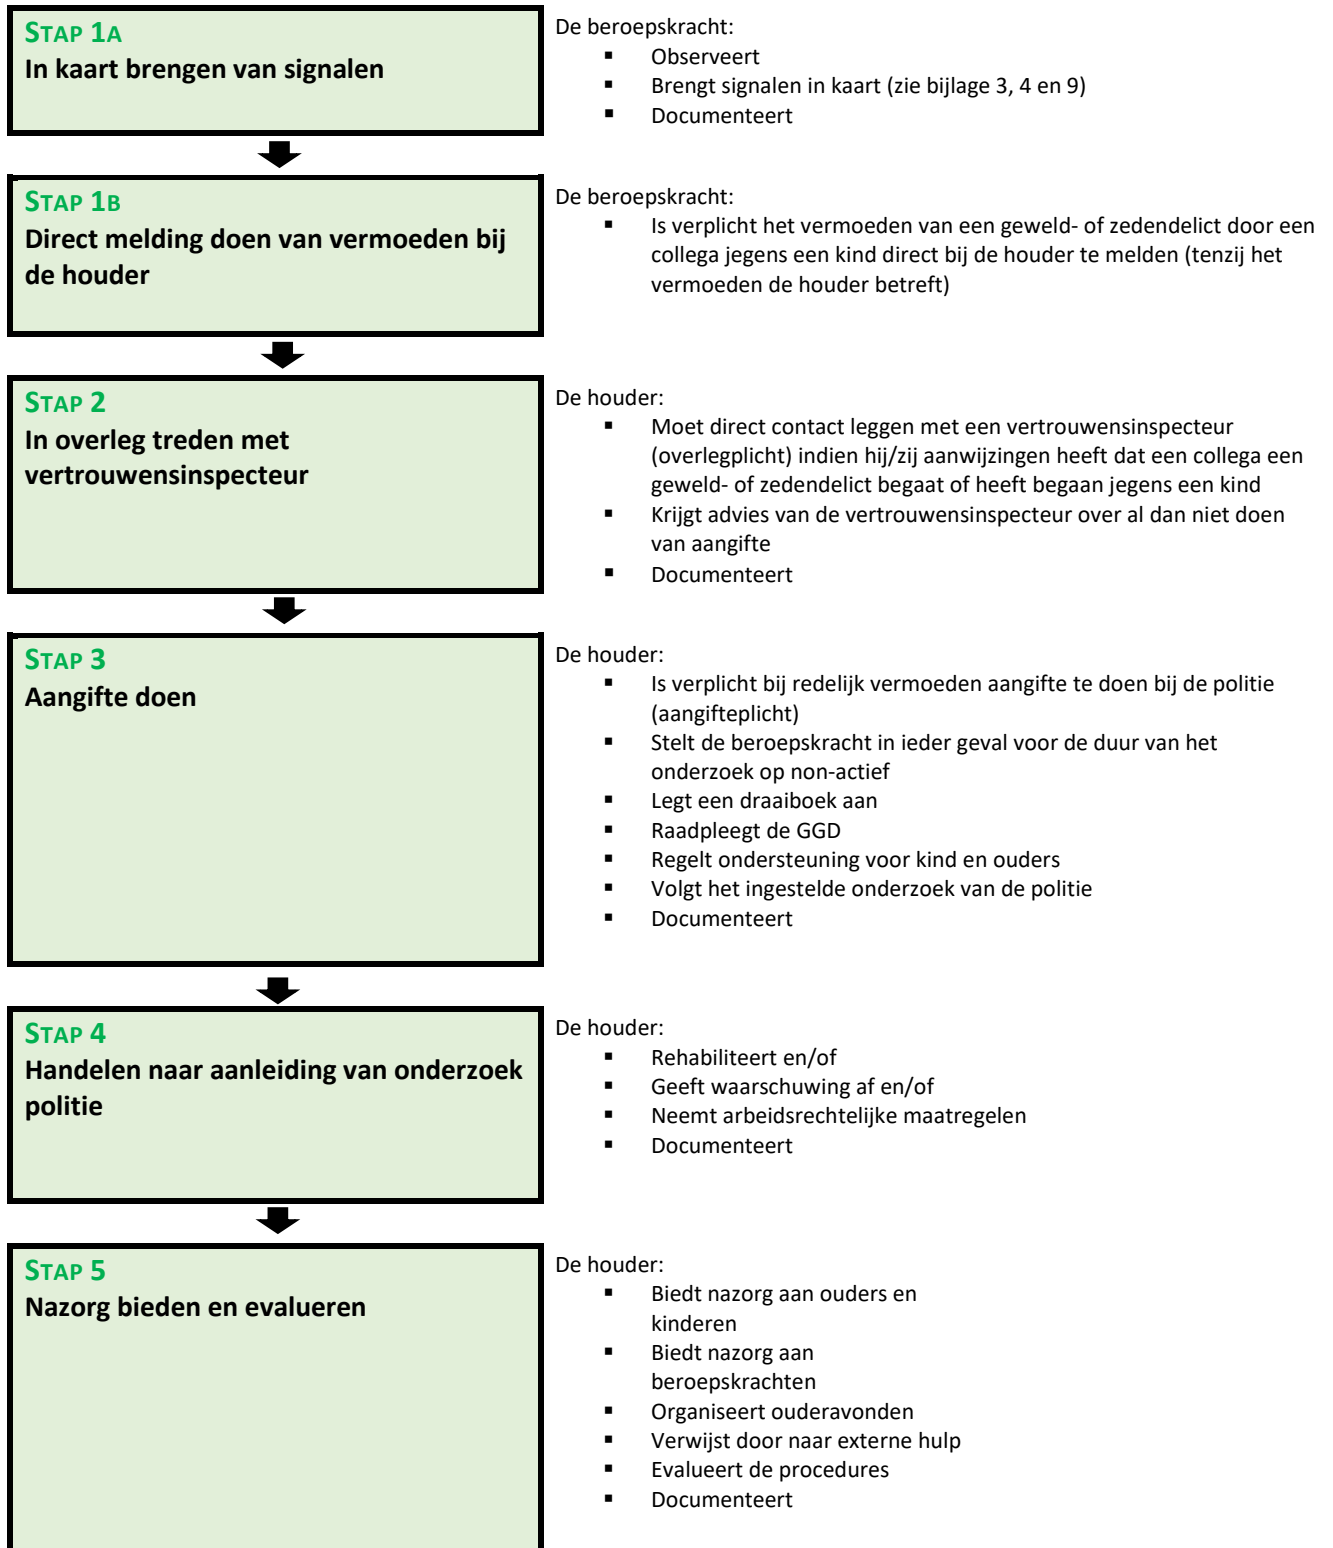 STAP 1A
In kaart brengen van signalen
De beroepskracht:
▪ Observeert
▪ Brengt signalen in kaart (zie bijlage 3, 4 en 9)
▪ Documenteert
STAP 1B
Direct melding doen van vermoeden bij
de houder
De beroepskracht:
▪ Is verplicht het vermoeden van een geweld- of zedendelict door een
collega jegens een kind direct bij de houder te melden (tenzij het
vermoeden de houder betreft)
STAP 2
In overleg treden met
vertrouwensinspecteur
De houder:
▪ Moet direct contact leggen met een vertrouwensinspecteur
(overlegplicht) indien hij/zij aanwijzingen heeft dat een collega een
geweld- of zedendelict begaat of heeft begaan jegens een kind
▪ Krijgt advies van de vertrouwensinspecteur over al dan niet doen
van aangifte
▪ Documenteert
STAP 3
Aangifte doen
De houder:
▪ Is verplicht bij redelijk vermoeden aangifte te doen bij de politie
(aangifteplicht)
▪ Stelt de beroepskracht in ieder geval voor de duur van het
onderzoek op non-actief
▪ Legt een draaiboek aan
▪ Raadpleegt de GGD
▪ Regelt ondersteuning voor kind en ouders
▪ Volgt het ingestelde onderzoek van de politie
▪ Documenteert
STAP 4
Handelen naar aanleiding van onderzoek
politie
De houder:
▪ Rehabiliteert en/of
▪ Geeft waarschuwing af en/of
▪ Neemt arbeidsrechtelijke maatregelen
▪ Documenteert
STAP 5
Nazorg bieden en evalueren
De houder:
▪ Biedt nazorg aan ouders en
kinderen
▪ Biedt nazorg aan
beroepskrachten
▪ Organiseert ouderavonden
▪ Verwijst door naar externe hulp
▪ Evalueert de procedures
▪ Documenteert